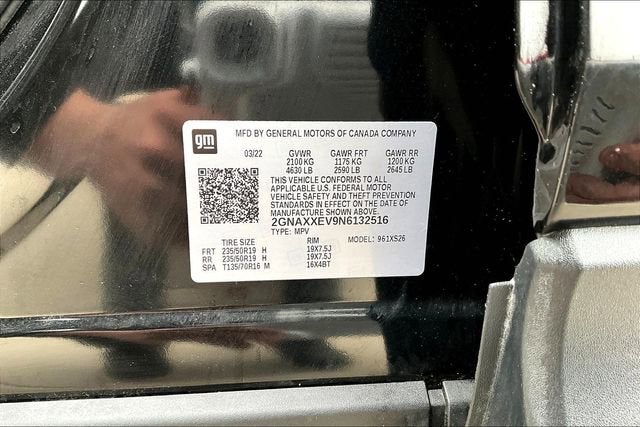 gm
MFD BY GENERAL MOTORS OF CANADA COMPANY
03/22 GVWR GAWR FRT GAWR RR
2100 KG 1175 KG 1200 KG
4630 LB 2590 LB 2645 LB
THIS VEHICLE CONFORMS TO ALL
APPLICABLE U.S. FEDERAL MOTOR
VEHICLE SAFETY AND THEFT PREVENTION
STANDARDS IN EFFECT ON THE DATE OF
MANUFACTURE SHOWN ABOVE.
2GNAXXEV9N6132516
TYPE: MPV MODEL: 961XS26
TIRE SIZE RIM
FRT 235/50R19 H 19X7.5J
RR 235/50R19 H 19X7.5J
SPA T135/70R16 M 16X4BT